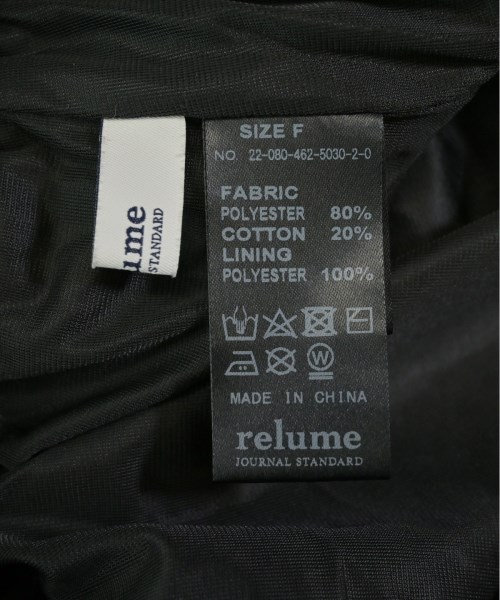 lume
STANDARD
SIZE F
NO. 22-080-462-5030-2-0
FABRIC
POLYESTER 80%
COTTON 20%
LINING
POLYESTER 100%
W
MADE IN CHINA
relume
JOURNAL STANDARD